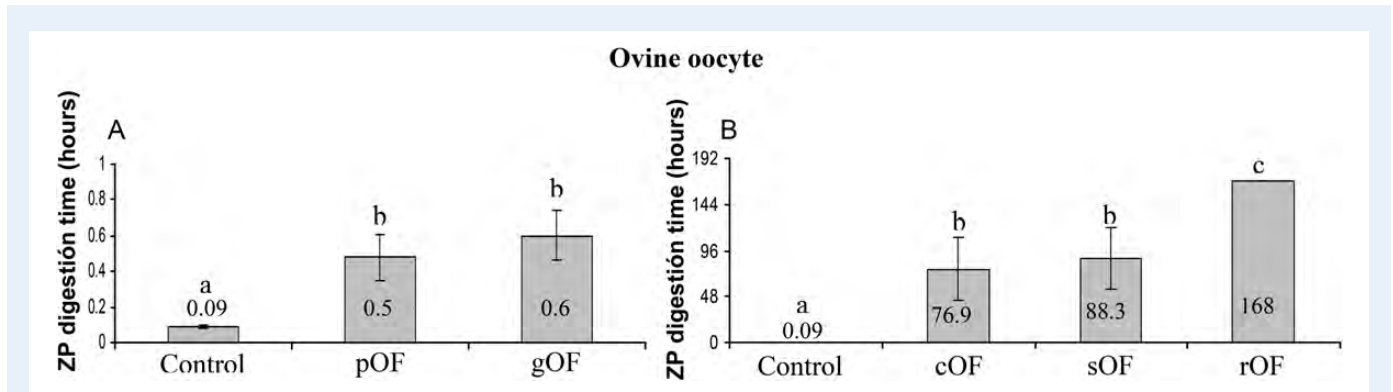 Ovine oocyte
A
ZP digestión time (hours)
1
0.8
0.6
0.4
0.2
0
a
0.09
b
0.5
b
0.6
Control pOF gOF
B
ZP digestión time (hours)
192
144
96
48
0
a
0.09
b
76.9
b
88.3
c
168
Control cOF sOF rOF